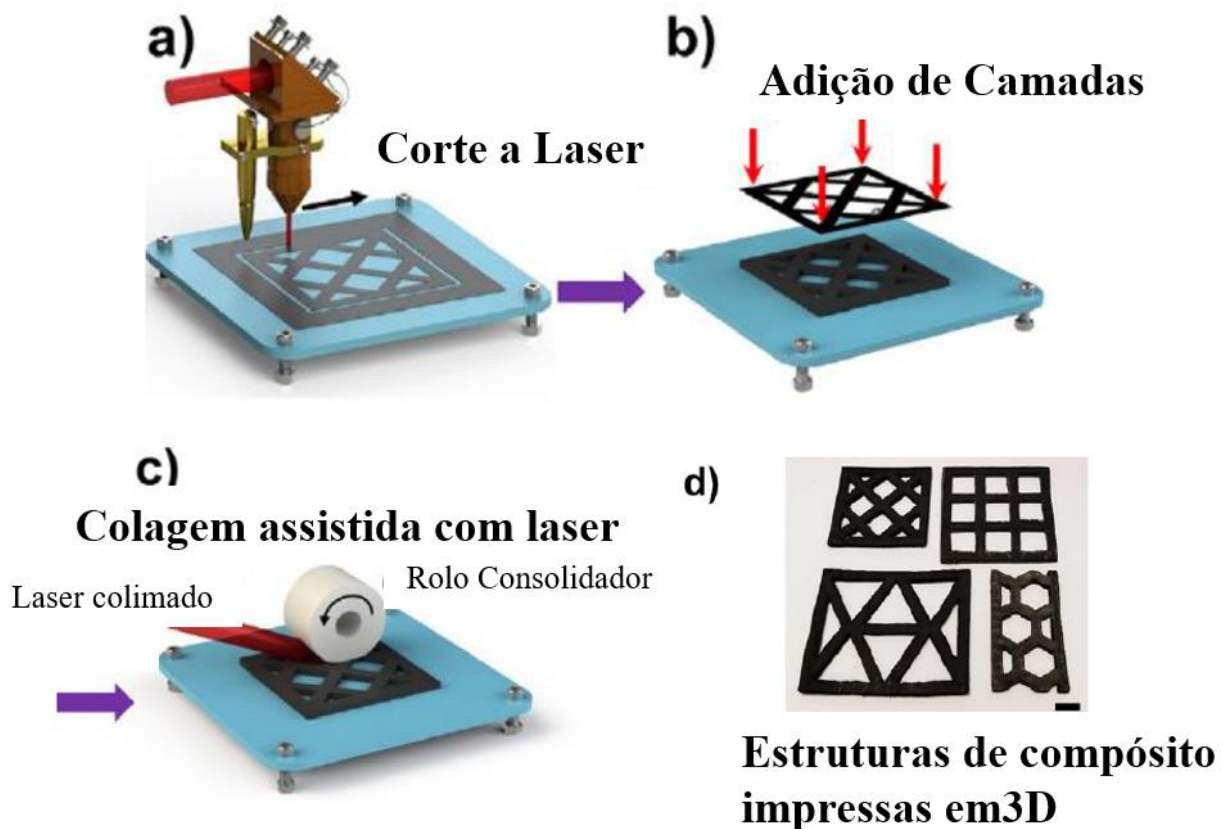 a)
Corte a Laser
b)
Adição de Camadas
c)
Colagem assistida com laser
Laser colimado
Rolo Consolidador
d)
Estruturas de compósito
impressas em3D